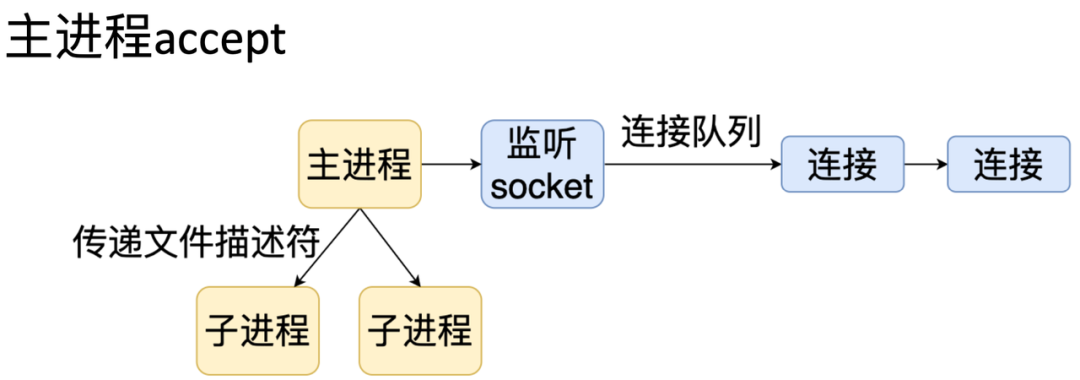 主进程accept
主进程
监听
socket
连接队列
连接
连接
传递文件描述符
子进程
子进程